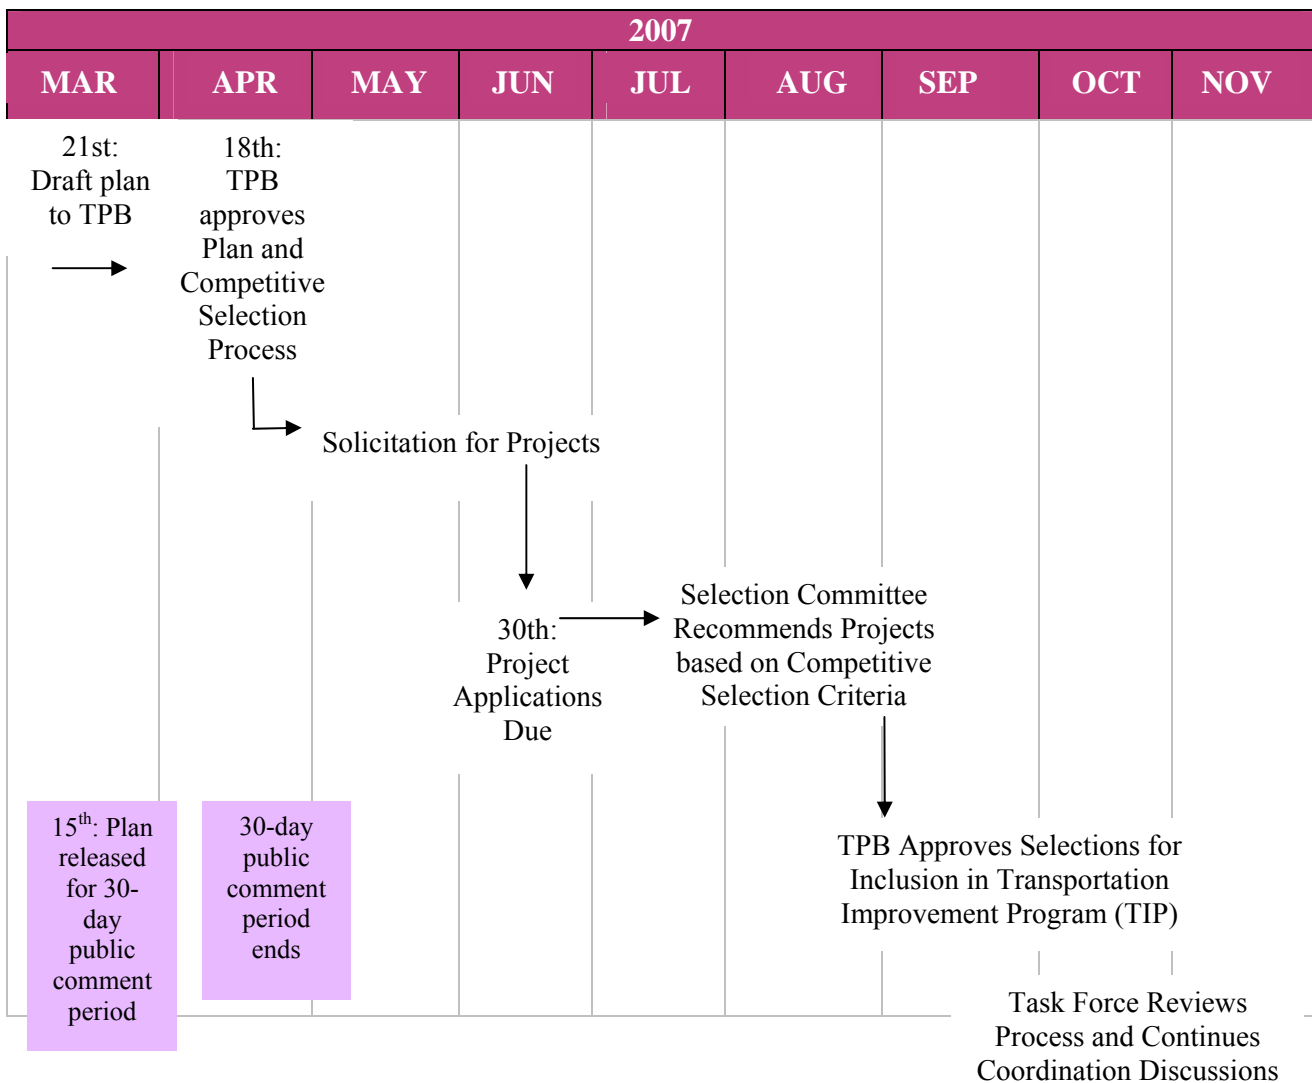 2007
MAR APR MAY JUN JUL AUG SEP OCT NOV
21st:
Draft plan
to TPB
18th:
TPB
approves
Plan and
Competitive
Selection
Process
Solicitation for Projects
30th:
Project
Applications
Due
Selection Committee
Recommends Projects
based on Competitive
Selection Criteria
15th: Plan
released
for 30-
day
public
comment
period
30-day
public
comment
period
ends
TPB Approves Selections for
Inclusion in Transportation
Improvement Program (TIP)
Task Force Reviews
Process and Continues
Coordination Discussions